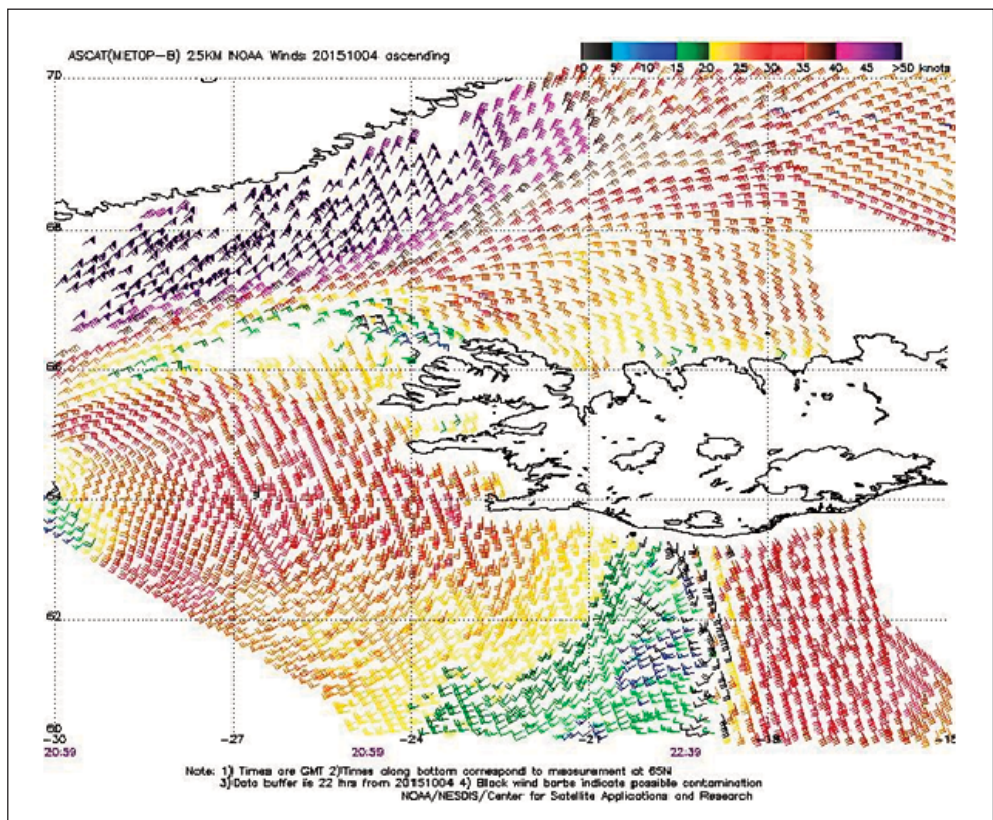 ASCAT(METOP-B) 25KM NOAA Winds 20151004 ascending
0 5 10 15 20 25 30 35 40 45 >50 knots
70
68
66
64
62
60
-30 -27 -24 -21 -18 -15
20:59 20:59 22:39
Note: 1) Times are GMT 2)Times along bottom correspond to measurement at 65N
3)Data buffer is 22 hrs from 20151004 4) Black wind barbs indicate possible contamination
NOAA/NESDIS/Center for Satellite Applications and Research